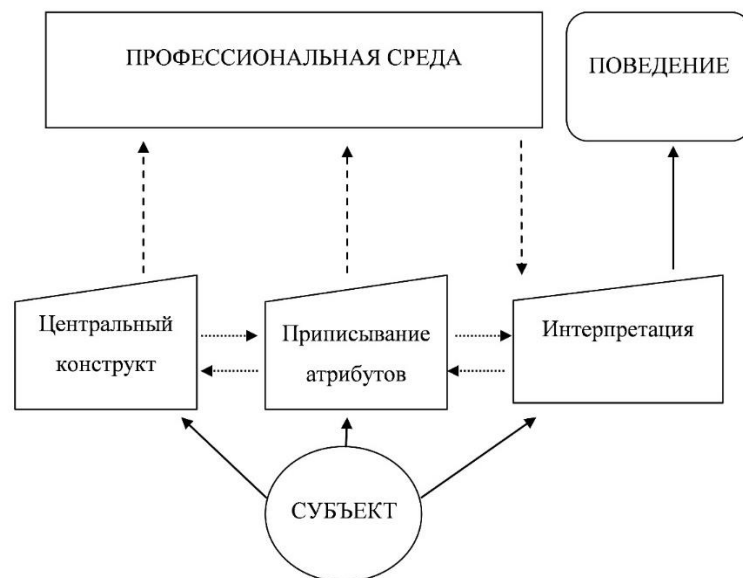 ПРОФЕССИОНАЛЬНАЯ СРЕДА
ПОВЕДЕНИЕ
Центральный
конструкт
Приписывание
атрибутов
Интерпретация
СУБЪЕКТ